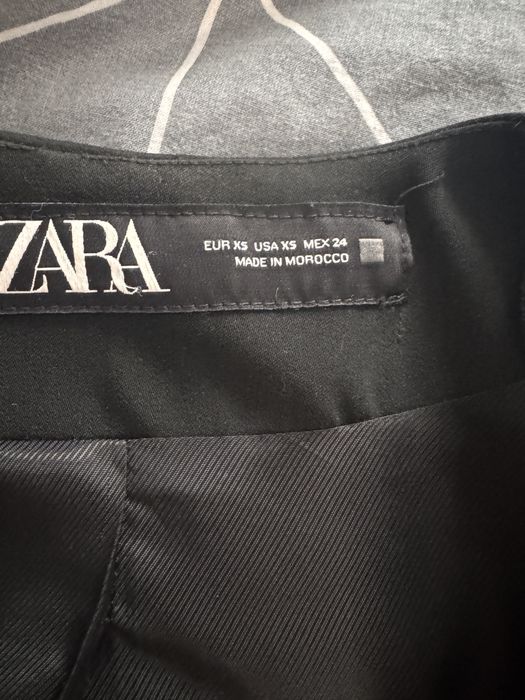 ZARA
EUR XS USA XS MEX 24
MADE IN MOROCCO